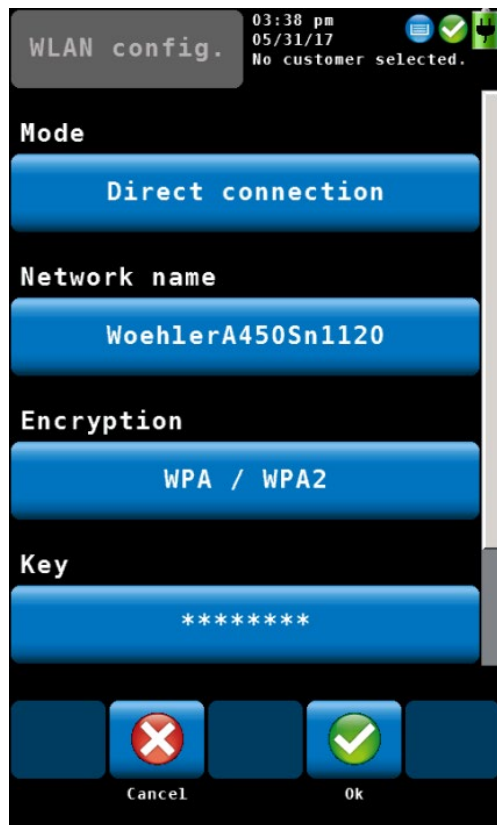 WLAN config.
03:38 pm
05/31/17
No customer selected.
Mode
Direct connection
Network name
WoehlerA450Sn1120
Encryption
WPA / WPA2
Key
********
Cancel
Ok